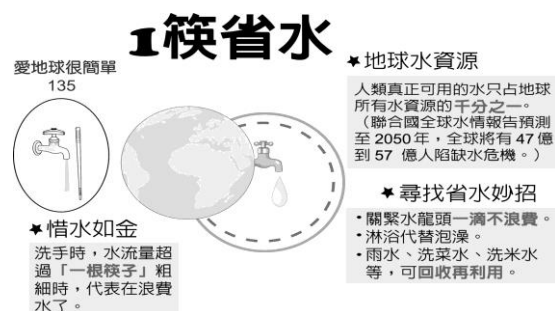 1筷省水
愛地球很簡單
135
★惜水如金
洗手時，水流量超
過「一根筷子」粗
細時，代表在浪費
水了。
★地球水資源
人類真正可用的水只占地球
所有水資源的千分之一。
（聯合國全球水情報告預測
至2050年，全球將有47億
到57 億人陷缺水危機。）
★尋找省水妙招
•關緊水龍頭一滴不浪費。
•淋浴代替泡澡。
•雨水、洗菜水、洗米水
等，可回收再利用。